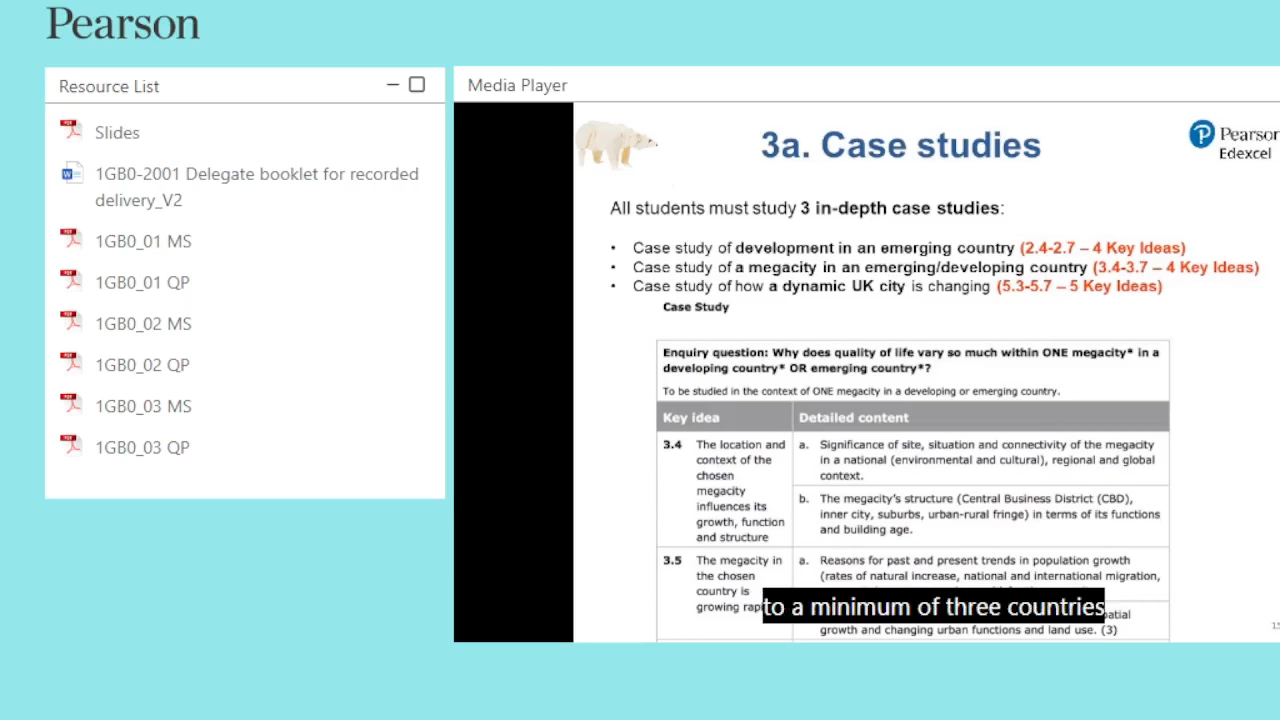 Pearson
Resource List
Slides
1GB0-2001 Delegate booklet for recorded
delivery_V2
1GB0_01 MS
1GB0_01 QP
1GB0_02 MS
1GB0_02 QP
1GB0_03 MS
1GB0_03 QP
Media Player
3a. Case studies
Pearson
Edexcel
All students must study 3 in-depth case studies:
• Case study of development in an emerging country (2.4-2.7 – 4 Key Ideas)
• Case study of a megacity in an emerging/developing country (3.4-3.7 – 4 Key Ideas)
• Case study of how a dynamic UK city is changing (5.3-5.7 – 5 Key Ideas)
Case Study
Enquiry question: Why does quality of life vary so much within ONE megacity* in a
developing country* OR emerging country*?
To be studied in the context of ONE megacity in a developing or emerging country.
Key idea
Detailed content
3.4 The location and
context of the
chosen
megacity
influences its
growth, function
and structure
a. Significance of site, situation and connectivity of the megacity
in a national (environmental and cultural), regional and global
context.
b. The megacity's structure (Central Business District (CBD),
inner city, suburbs, urban-rural fringe) in terms of its functions
and building age.
3.5 The megacity in
the chosen
country is
growing
a. Reasons for past and present trends in population growth
(rates of natural increase, national and international migration,
growth and changing urban functions and land use. (3)
to a minimum of three countries